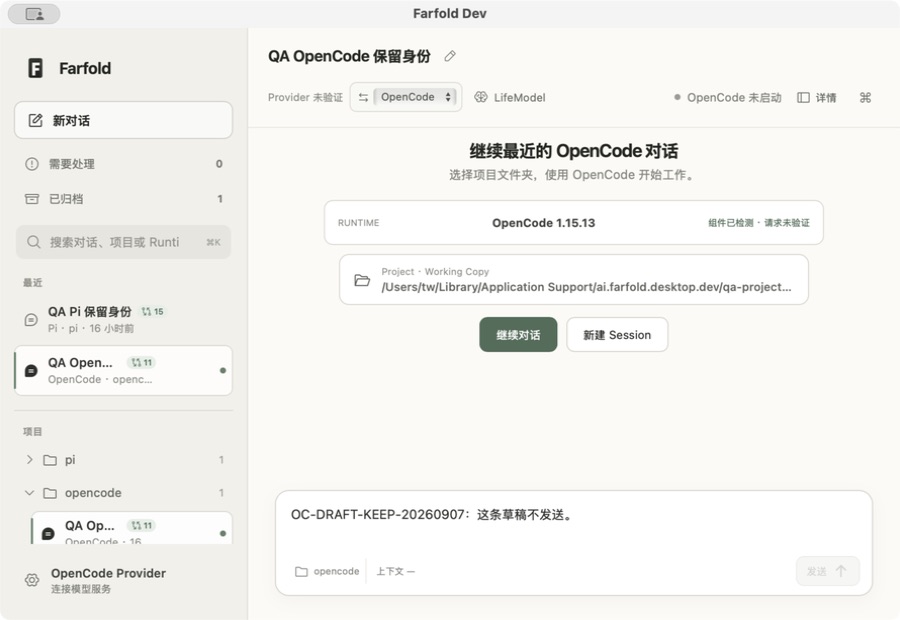 Farfold Dev
Farfold
新对话
需要处理 0
已归档 1
搜索对话、项目或 Runti ⌘K
最近
QA Pi 保留身份 15
Pi · pi · 16 小时前
QA Open... 11
OpenCode · openc...
项目
pi 1
opencode 1
QA Op... 11
OpenCode · 16
OpenCode Provider
连接模型服务
QA OpenCode 保留身份
Provider 未验证 OpenCode LifeModel OpenCode 未启动 详情 ⌘
继续最近的 OpenCode 对话
选择项目文件夹，使用 OpenCode 开始工作。
RUNTIME OpenCode 1.15.13 组件已检测 · 请求未验证
Project · Working Copy
/Users/tw/Library/Application Support/ai.farfold.desktop.dev/qa-project...
继续对话 新建 Session
OC-DRAFT-KEEP-20260907：这条草稿不发送。
opencode 上下文 — 发送